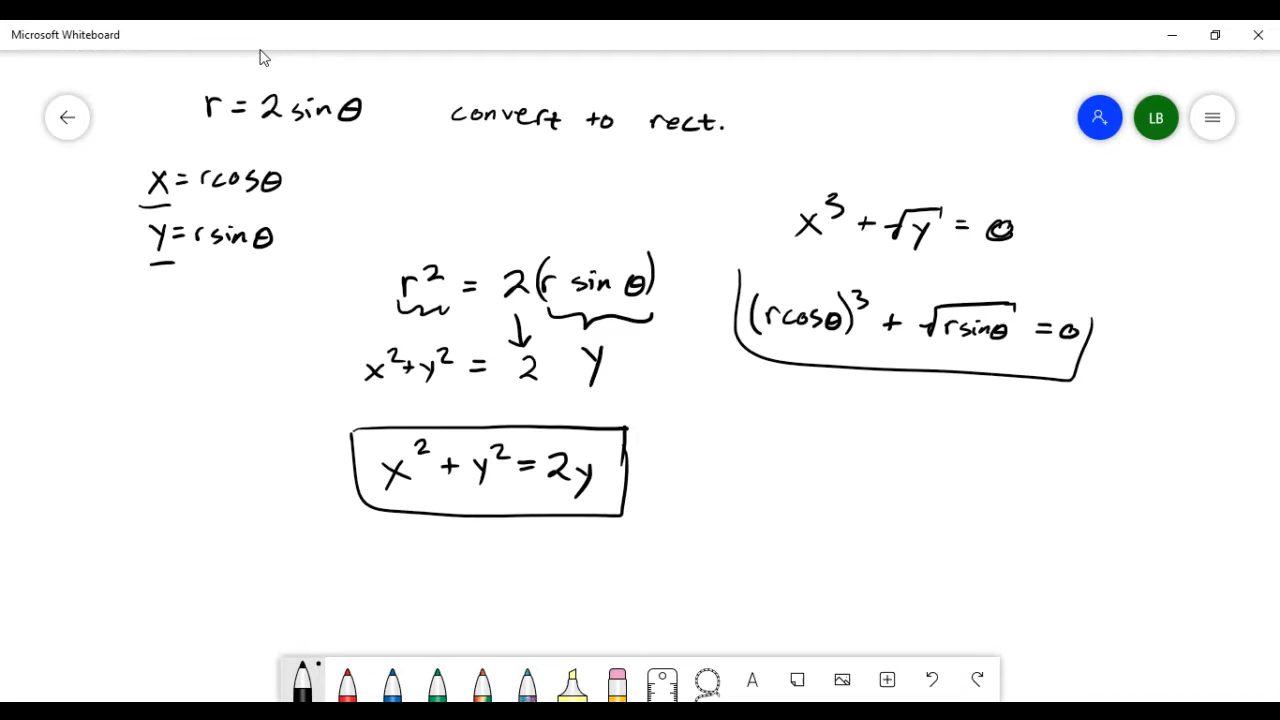 Microsoft Whiteboard
r = 2 sin θ convert to rect.
x = r cos θ
y = r sin θ
r² = 2(r sin θ)
x² + y² = 2 y
x² + y² = 2y
x³ + √y = 0
(r cos θ)³ + √(r sin θ) = 0
LB
A